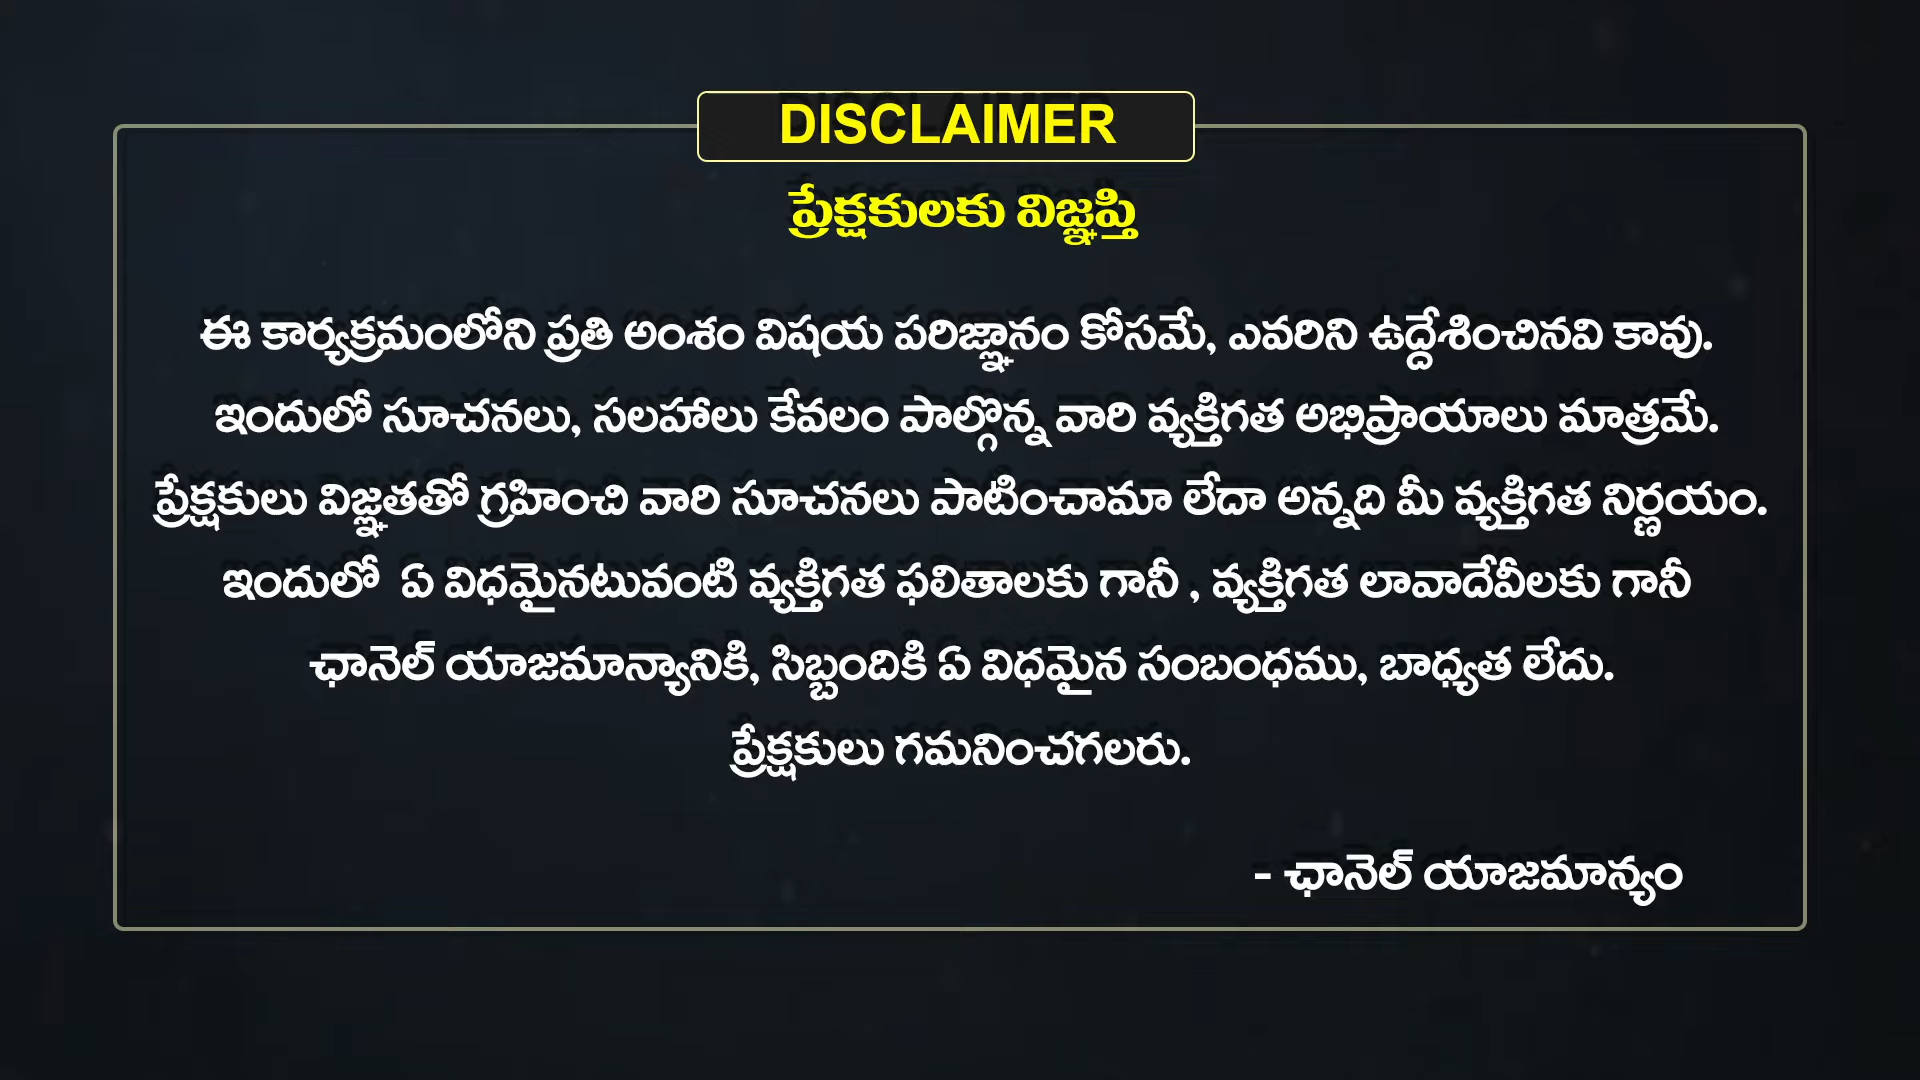 DISCLAIMER
ప్రేక్షకులకు విజ్ఞప్తి
ఈ కార్యక్రమంలోని ప్రతి అంశం విషయ పరిజ్ఞానం కోసమే, ఎవరిని ఉద్దేశించినవి కావు.
ఇందులో సూచనలు, సలహాలు కేవలం పాల్గొన్న వారి వ్యక్తిగత అభిప్రాయాలు మాత్రమే.
ప్రేక్షకులు విజ్ఞతతో గ్రహించి వారి సూచనలు పాటించామా లేదా అన్నది మీ వ్యక్తిగత నిర్ణయం.
ఇందులో ఏ విధమైనటువంటి వ్యక్తిగత ఫలితాలకు గానీ , వ్యక్తిగత లావాదేవీలకు గానీ
ఛానెల్ యాజమాన్యానికి, సిబ్బందికి ఏ విధమైన సంబంధము, బాధ్యత లేదు.
ప్రేక్షకులు గమనించగలరు.
- ఛానెల్ యాజమాన్యం